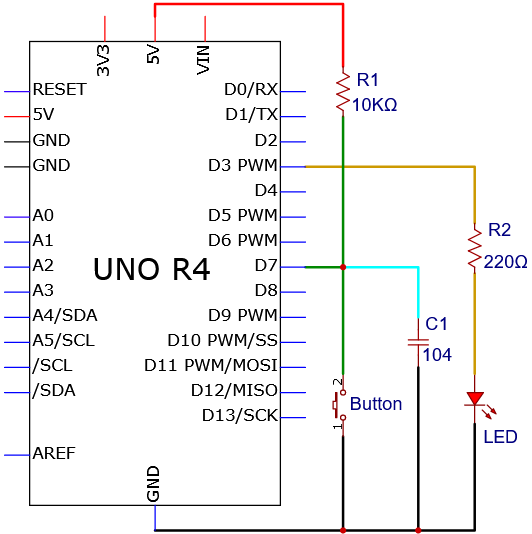 3V3
5V
VIN
RESET
5V
GND
GND
A0
A1
A2
A3
A4/SDA
A5/SCL
/SCL
/SDA
AREF
UNO R4
D0/RX
D1/TX
D2
D3 PWM
D4
D5 PWM
D6 PWM
D7
D8
D9 PWM
D10 PWM/SS
D11 PWM/MOSI
D12/MISO
D13/SCK
GND
R1
10KΩ
R2
220Ω
C1
104
2
Button
1
LED